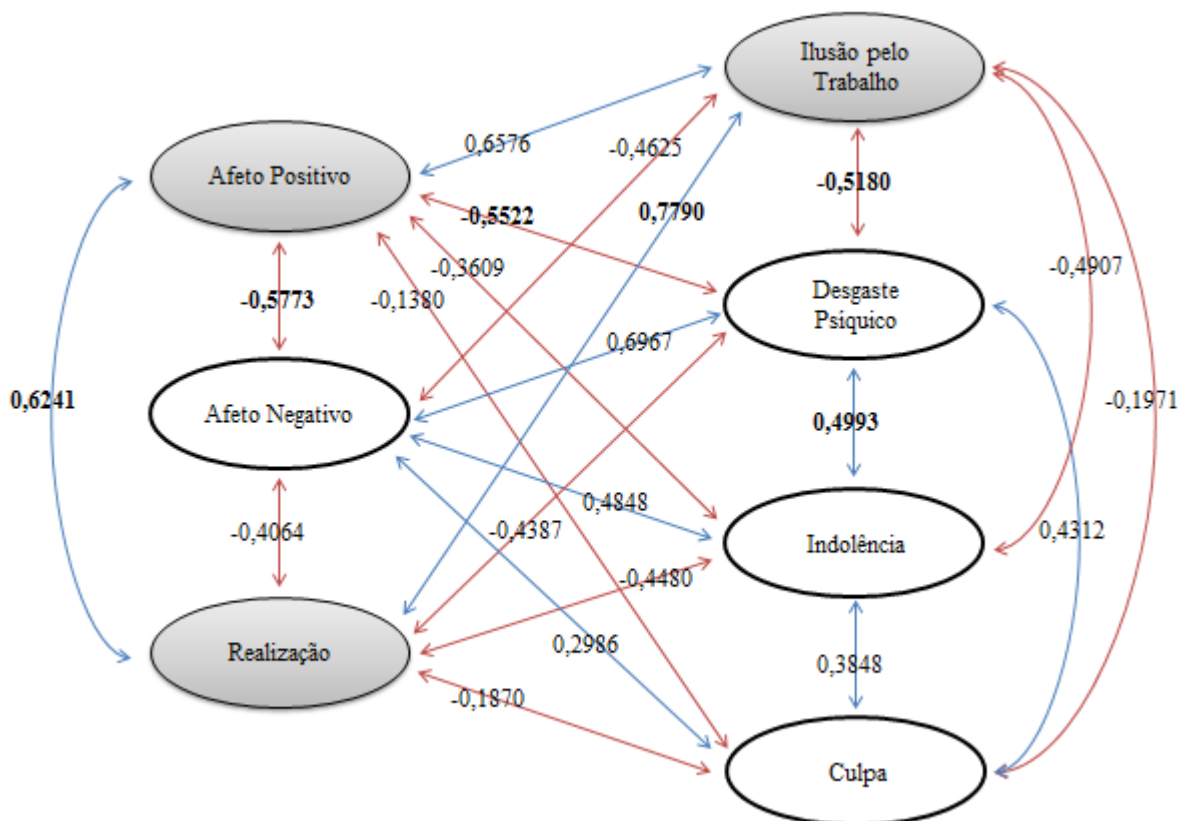 Ilusão pelo
Trabalho
0,6576
-0,4625
Afeto Positivo
-0,5180
-0,5522
0,7790
-0,3609
-0,4907
-0,5773
-0,1380
Desgaste
Psíquico
0,6967
0,6241
Afeto Negativo
-0,1971
0,4993
0,4848
-0,4064
-0,4387
Indolência
0,4312
-0,4480
Realização
0,2986
0,3848
-0,1870
Culpa